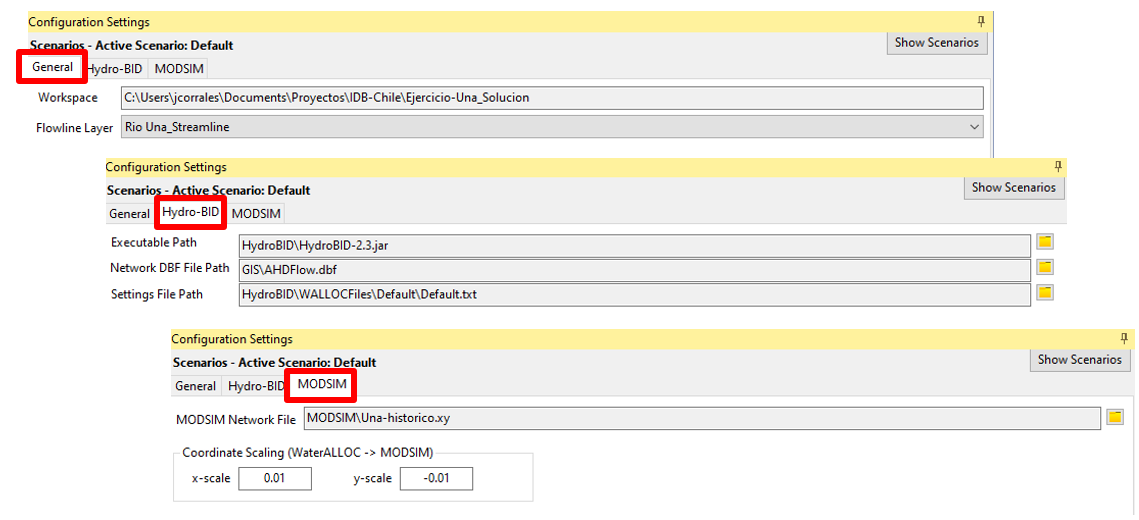 Configuration Settings
Scenarios - Active Scenario: Default
Show Scenarios
General Hydro-BID MODSIM
Workspace C:\Users\jcorrales\Documents\Proyectos\IDB-Chile\Ejercicio-Una_Solucion
Flowline Layer Rio Una_Streamline
Configuration Settings
Scenarios - Active Scenario: Default
Show Scenarios
General Hydro-BID MODSIM
Executable Path HydroBID\HydroBID-2.3.jar
Network DBF File Path GIS\AHDFlow.dbf
Settings File Path HydroBID\WALLOCFiles\Default\Default.txt
Configuration Settings
Scenarios - Active Scenario: Default
Show Scenarios
General Hydro-BID MODSIM
MODSIM Network File MODSIM\Una-historico.xy
Coordinate Scaling (WaterALLOC -> MODSIM)
x-scale 0.01 y-scale -0.01